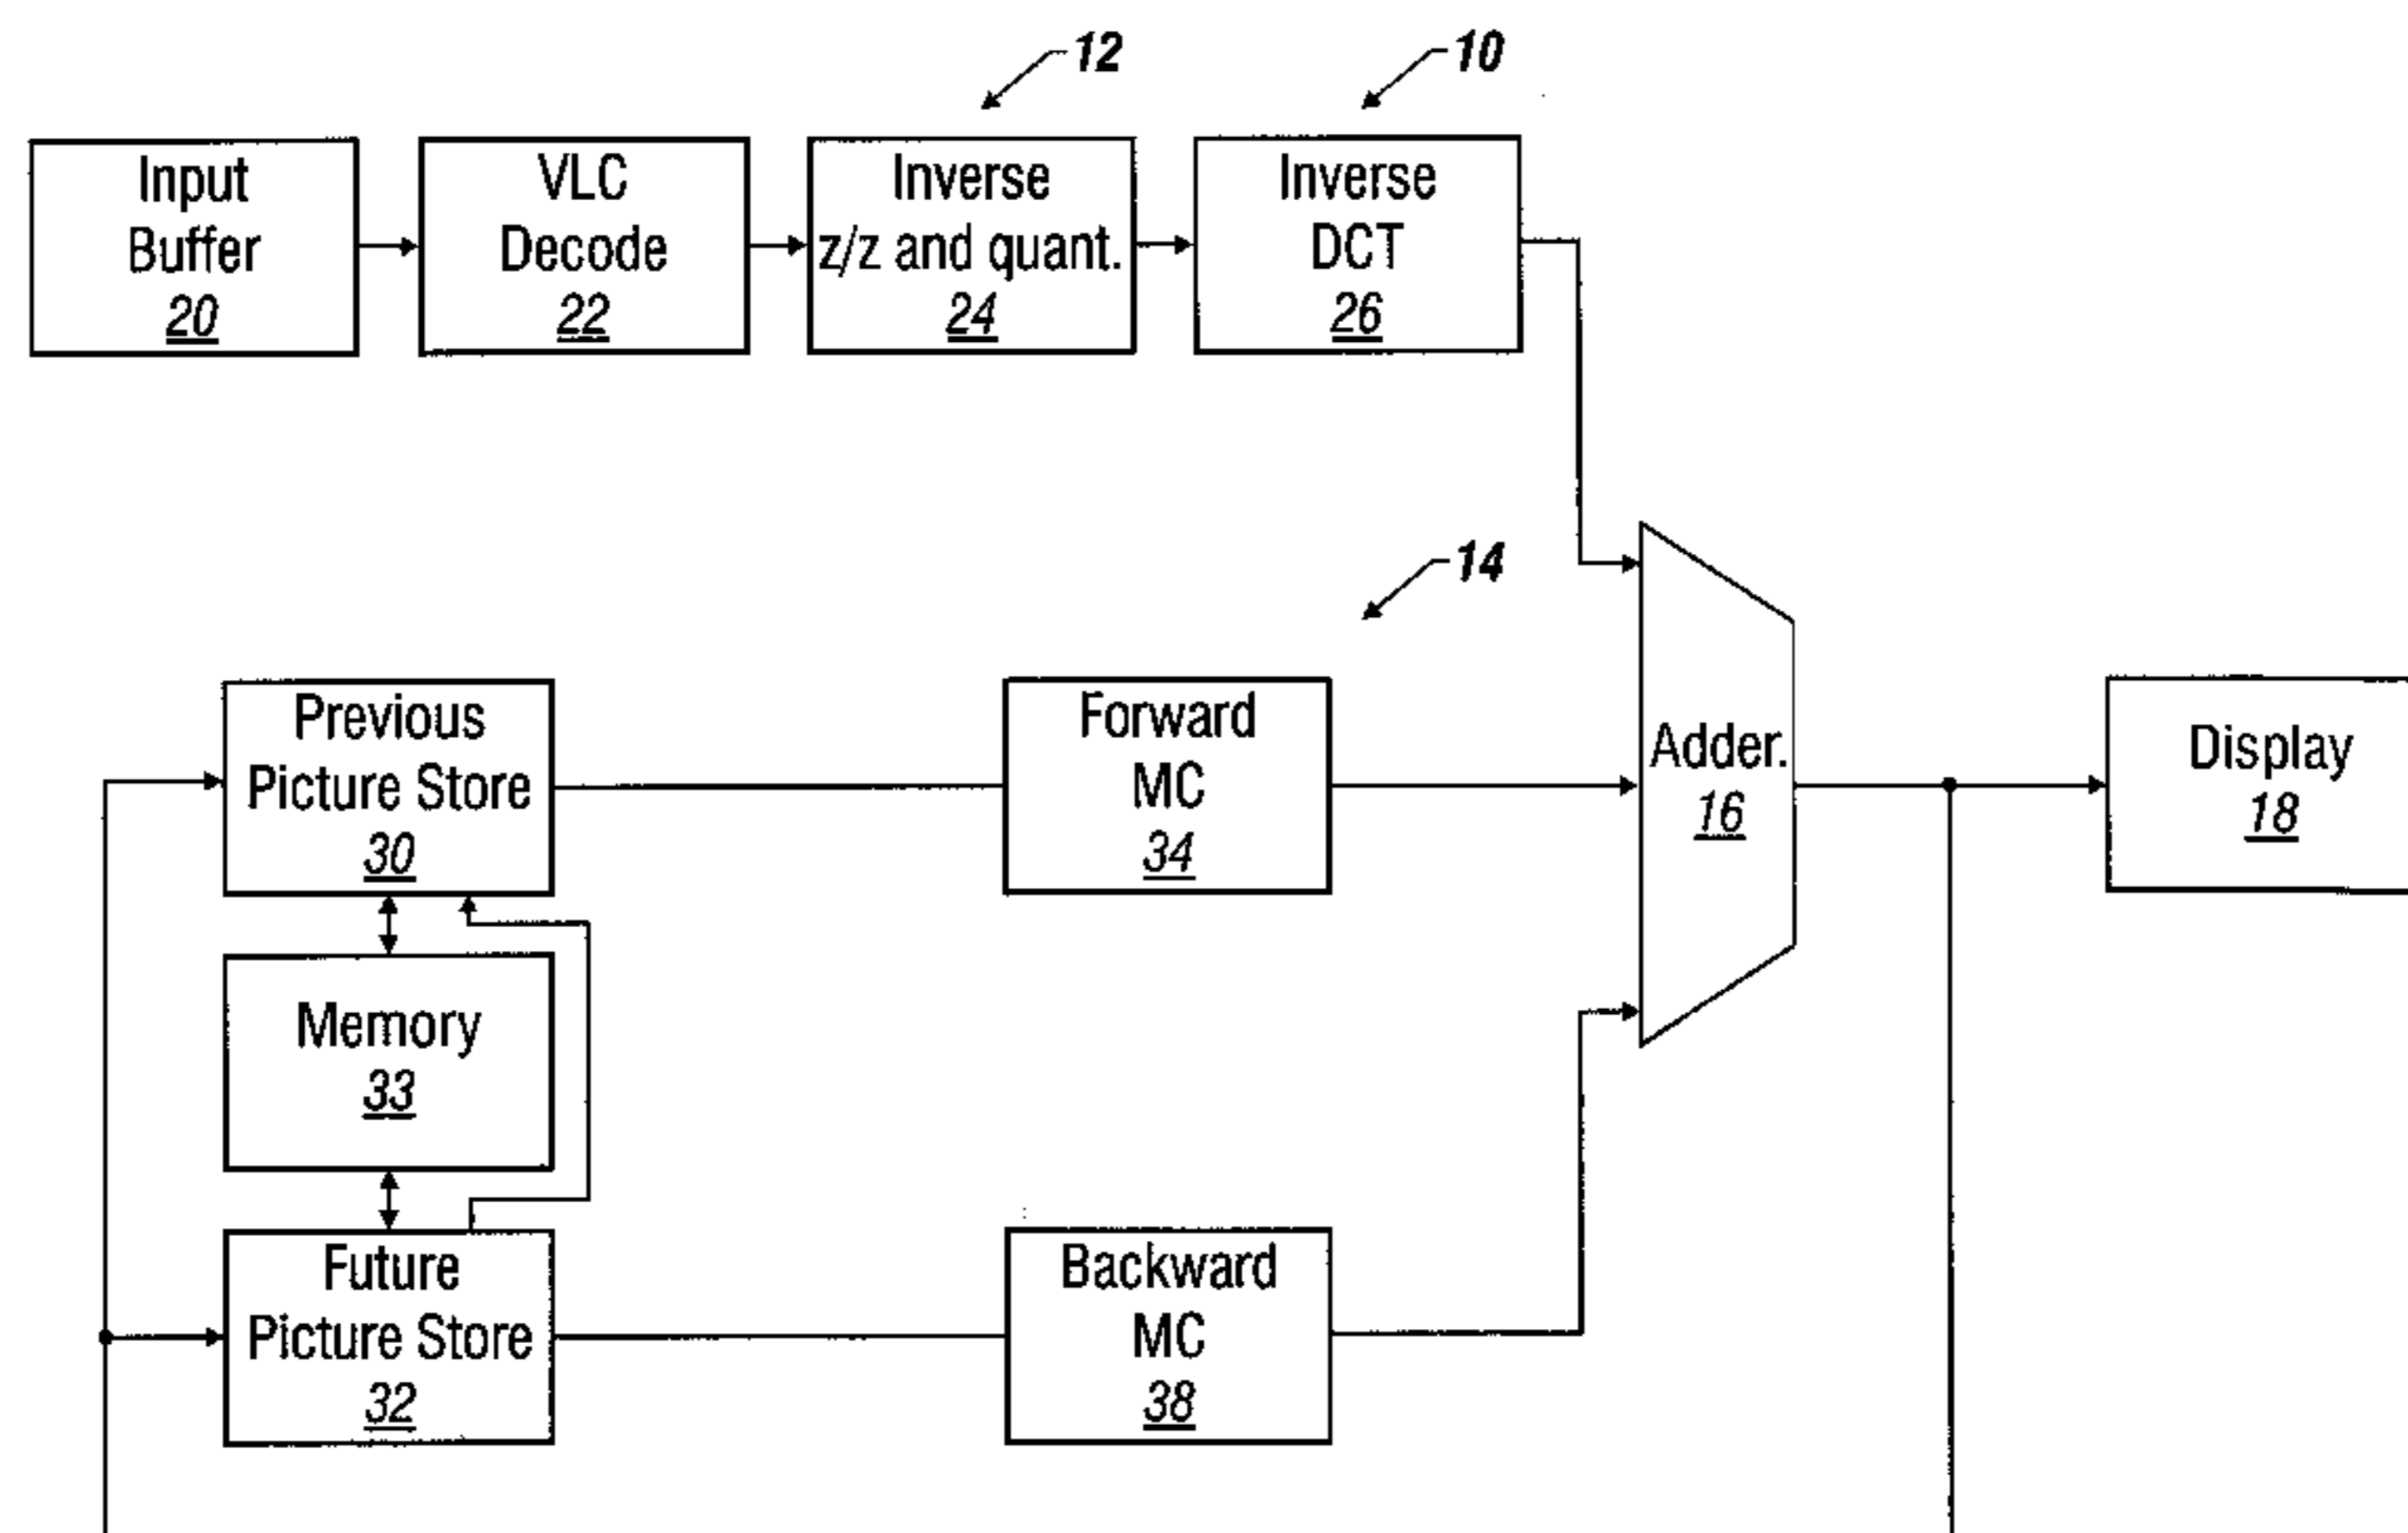 12
10
Input
Buffer
20
VLC
Decode
22
Inverse
z/z and quant.
24
Inverse
DCT
26
14
Previous
Picture Store
30
Forward
MC
34
Adder.
16
Display
18
Memory
33
Future
Picture Store
32
Backward
MC
38